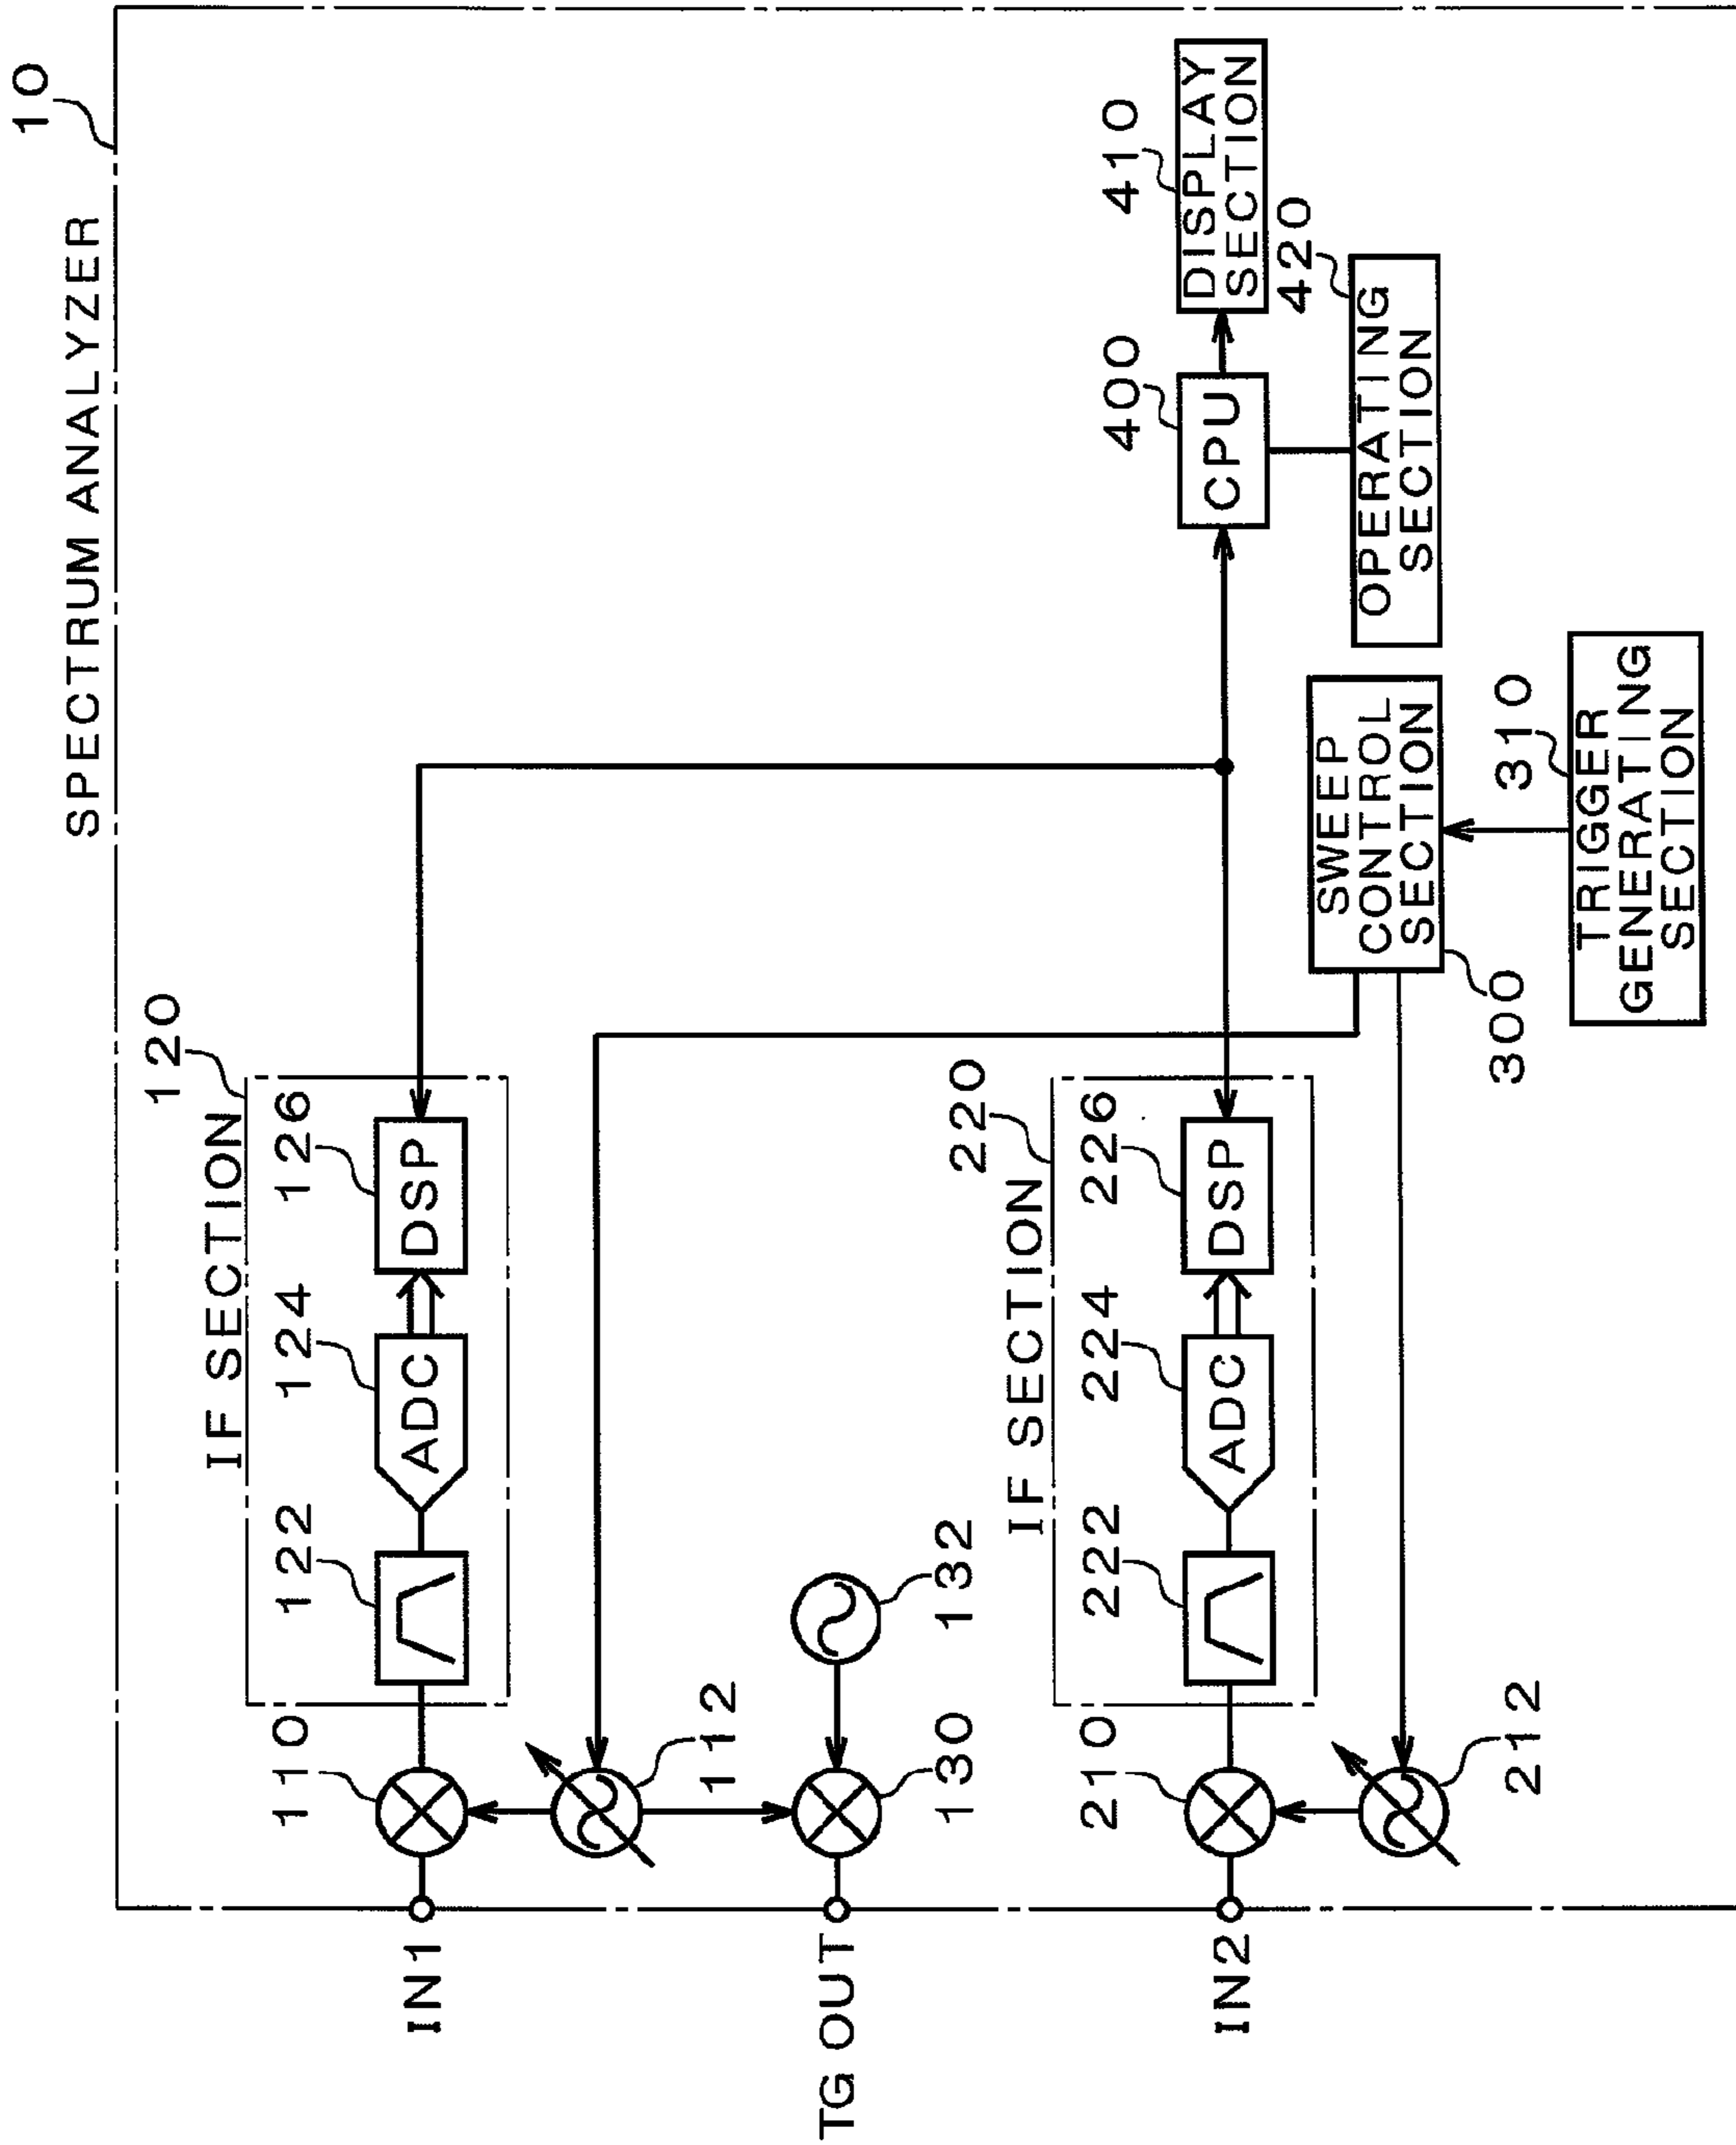 10
SPECTRUM ANALYZER
IF SECTION
120
110
122
124
126
ADC
DSP
IN1
112
132
TG OUT
130
IF SECTION
220
210
222
224
226
ADC
DSP
IN2
212
400
410
CPU
DISPLAY
SECTION
420
OPERATING
SECTION
SWEEP
CONTROL
SECTION
300
310
TRIGGER
GENERATING
SECTION